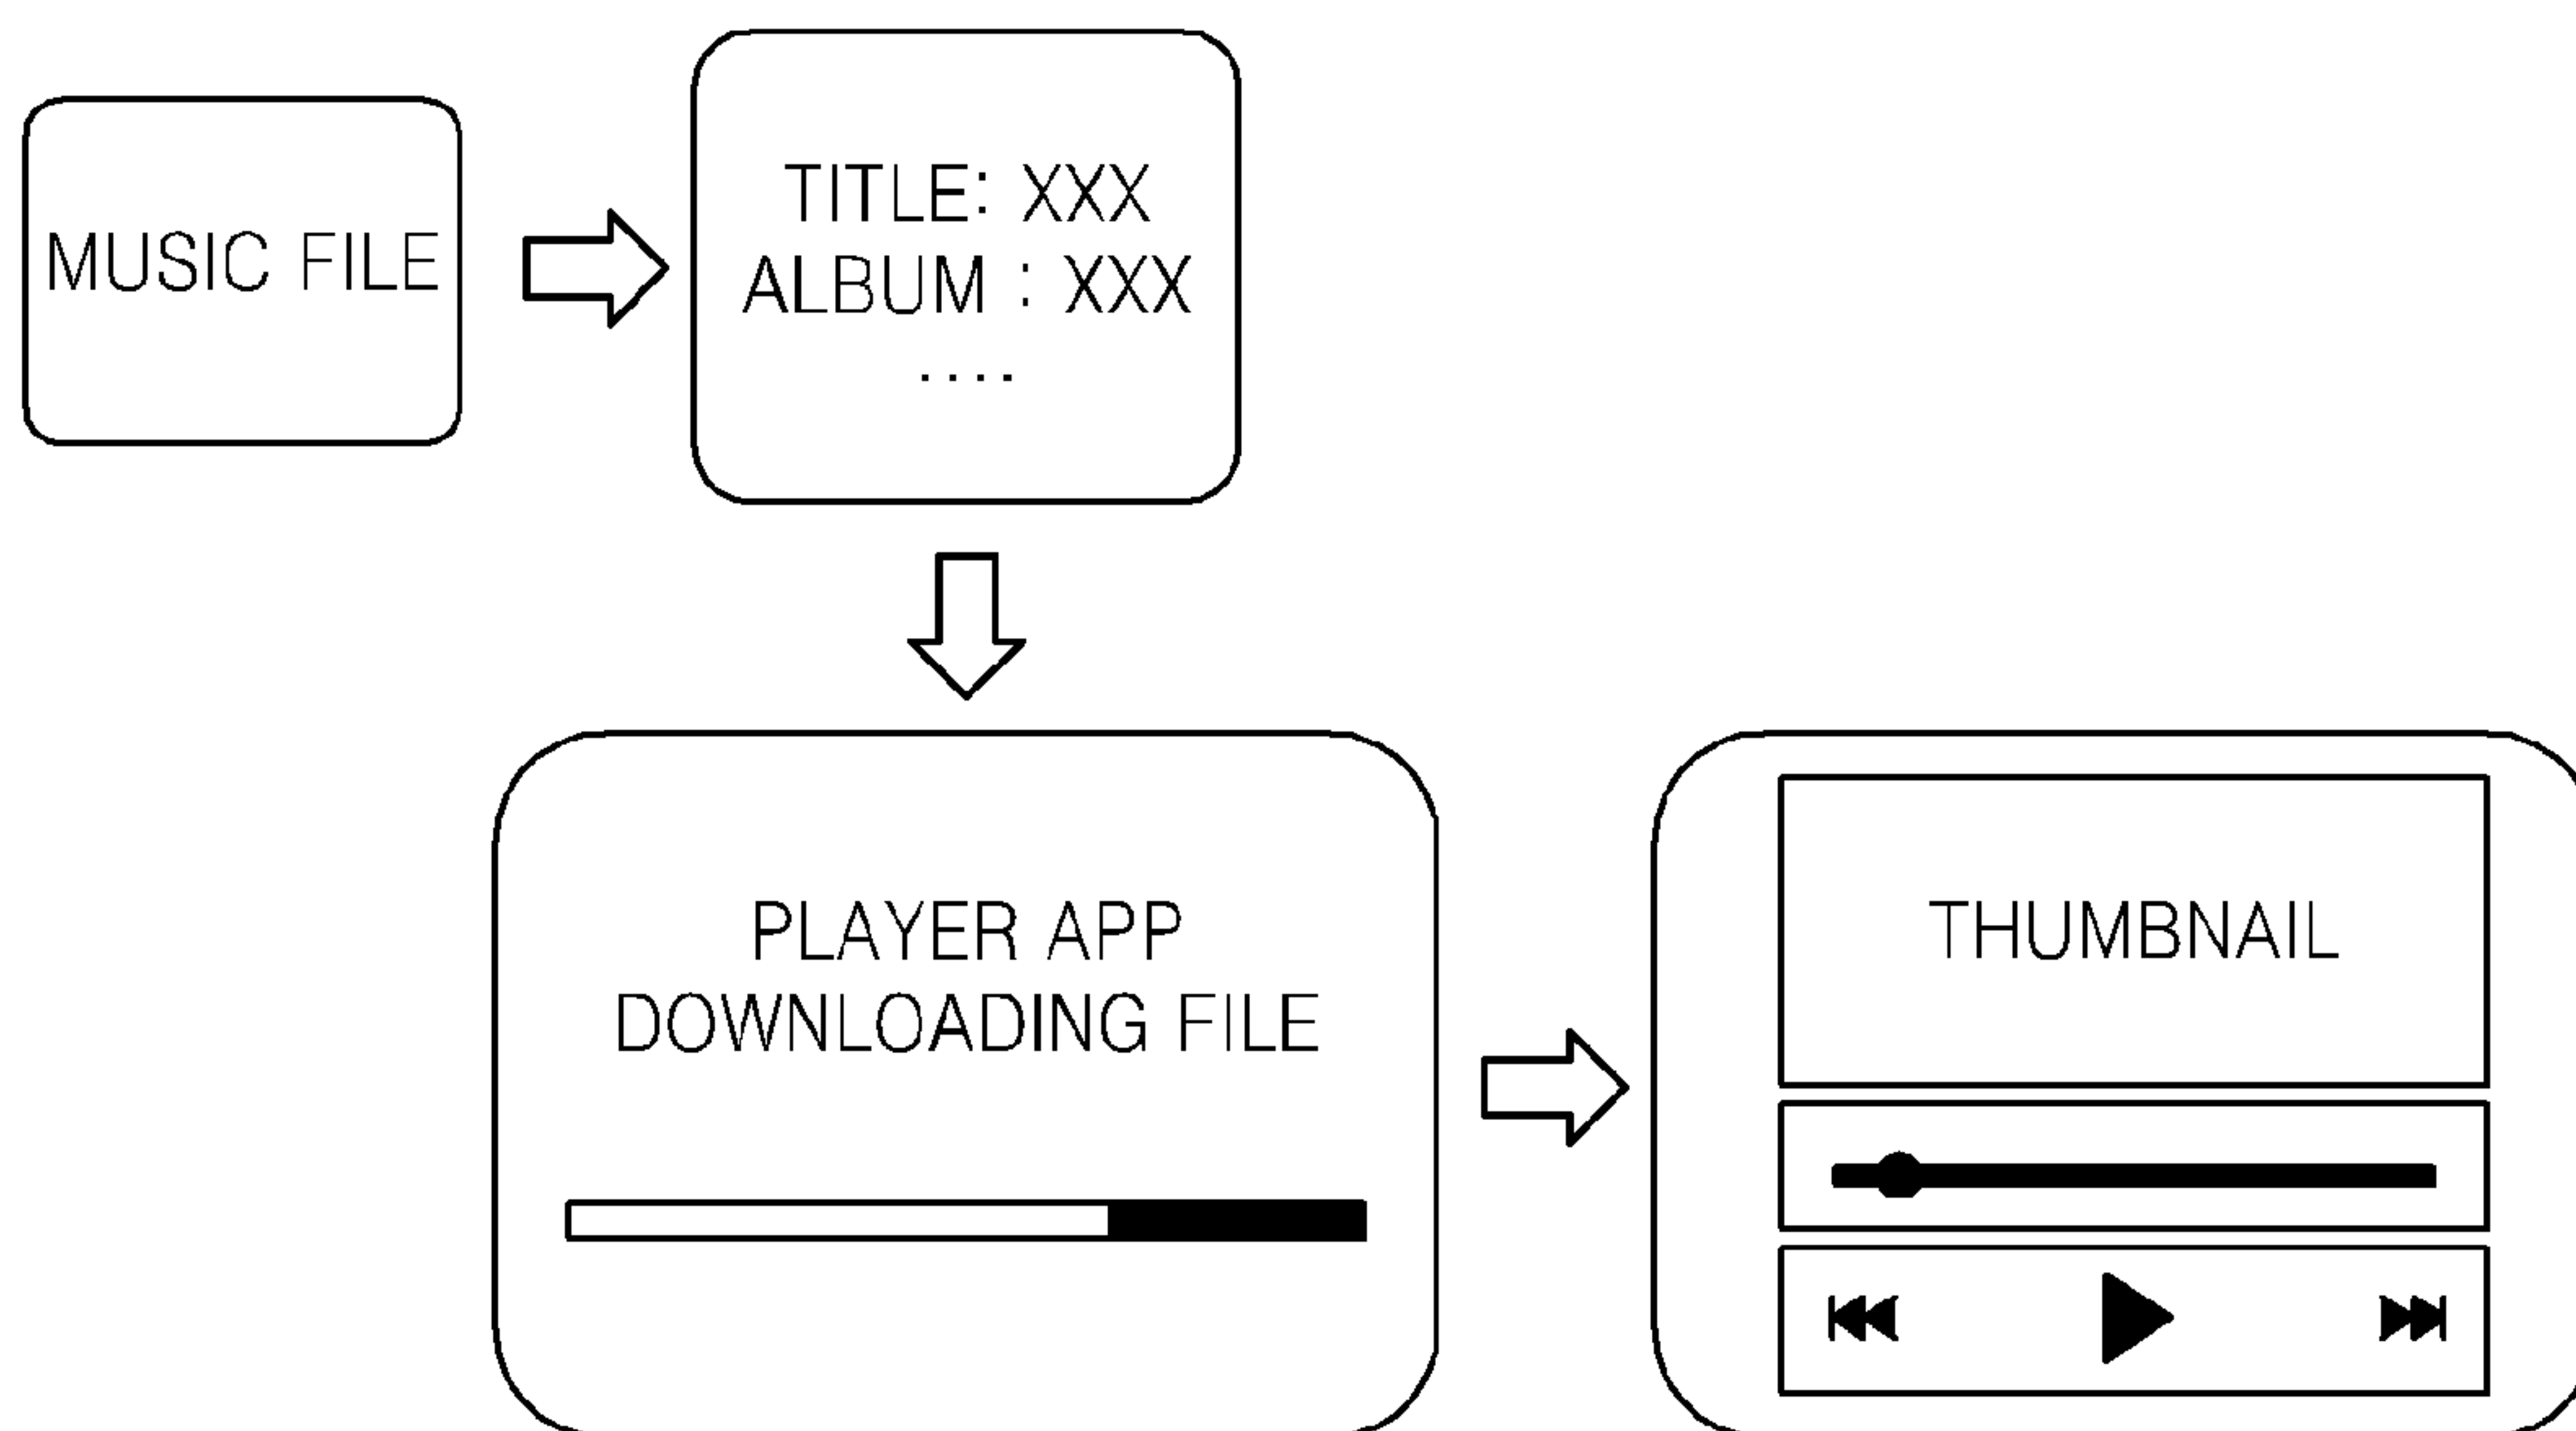 MUSIC FILE
TITLE: XXX
ALBUM : XXX
....
PLAYER APP
DOWNLOADING FILE
THUMBNAIL